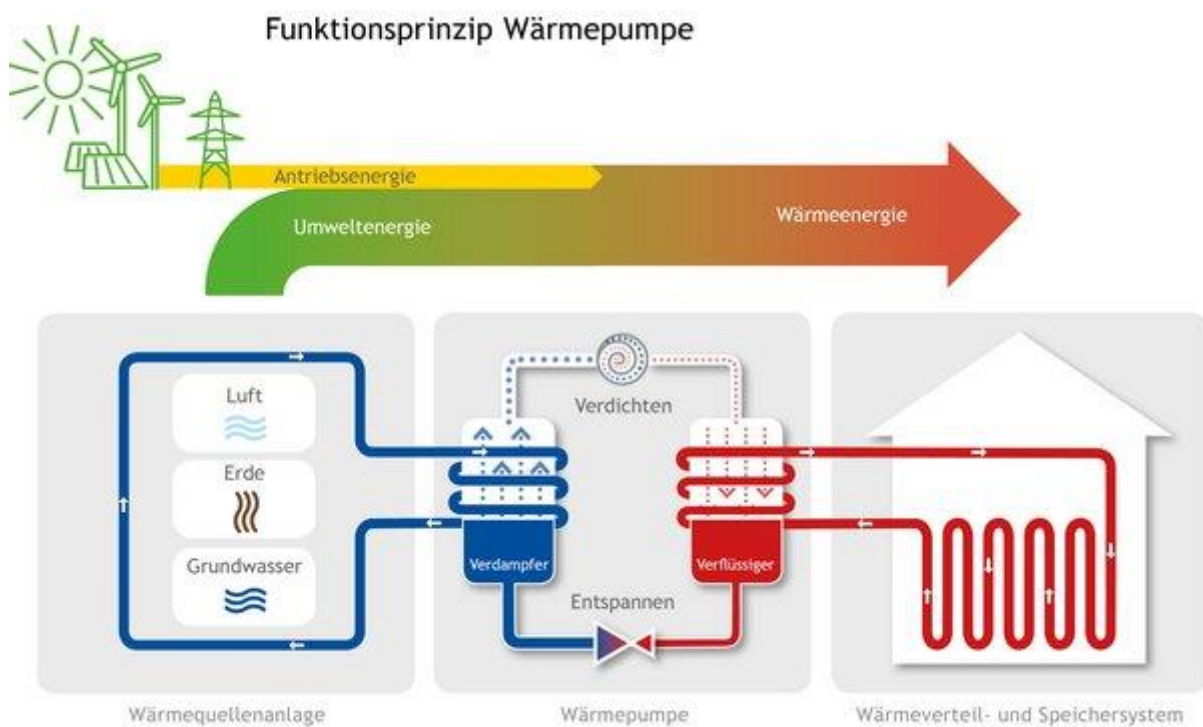 Funktionsprinzip Wärmepumpe
Antriebsenergie
Umweltenergie
Wärmeenergie
Luft
Erde
Grundwasser
Verdichten
Verdampfer
Verflüssiger
Entspannen
Wärmequellenanlage
Wärmepumpe
Wärmeverteil- und Speichersystem